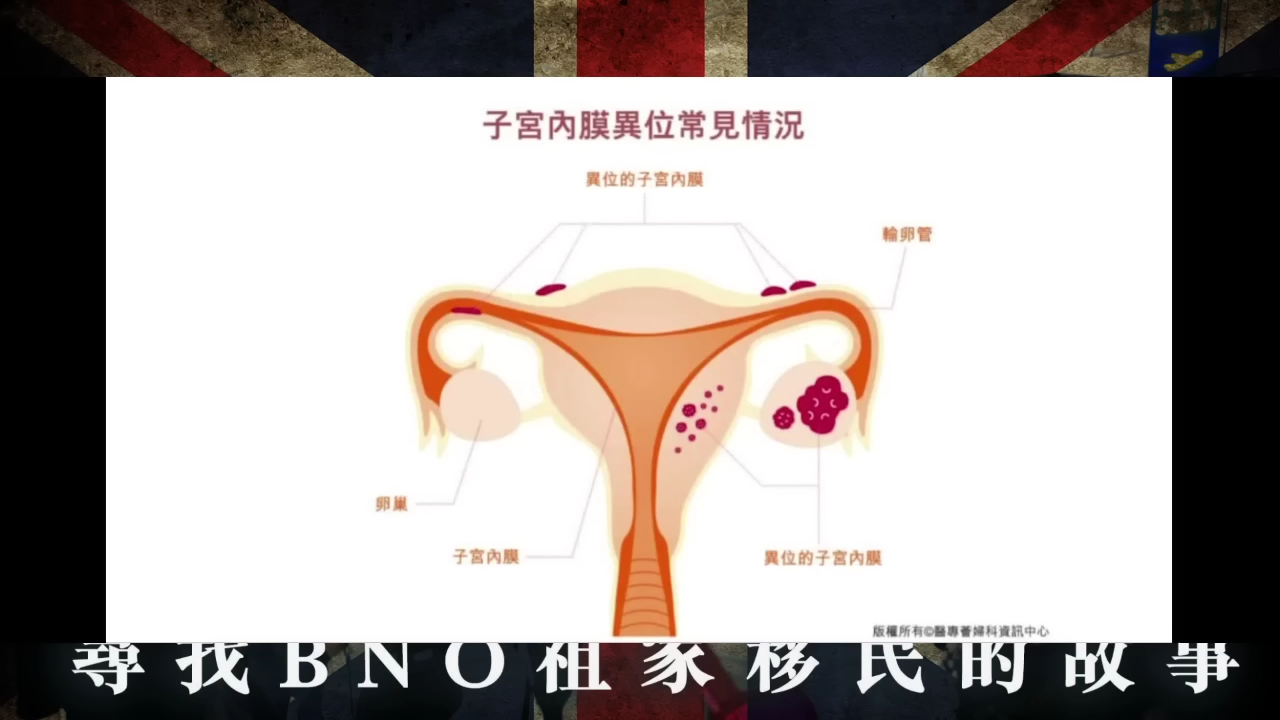 子宮內膜異位常見情況
異位的子宮內膜
輸卵管
卵巢
子宮內膜
異位的子宮內膜
版權所有©醫專薈婦科資訊中心
尋找BNO祖家移民的故事